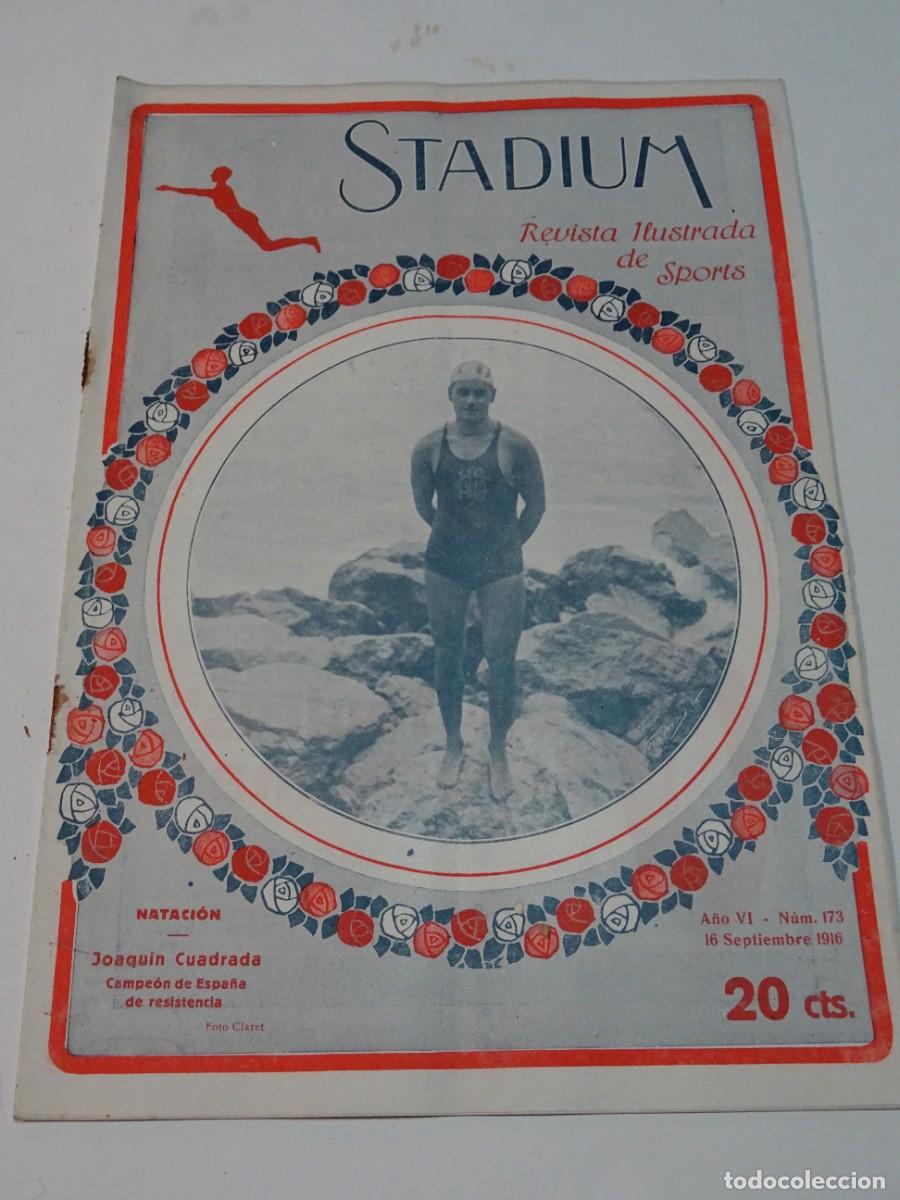 STADIUM
Revista Ilustrada
de Sports
NATACIÓN
Joaquín Cuadrada
Campeón de España
de resistencia
Foto Claret
Año VI - Núm. 173
16 Septiembre 1916
20 cts.
todocoleccion